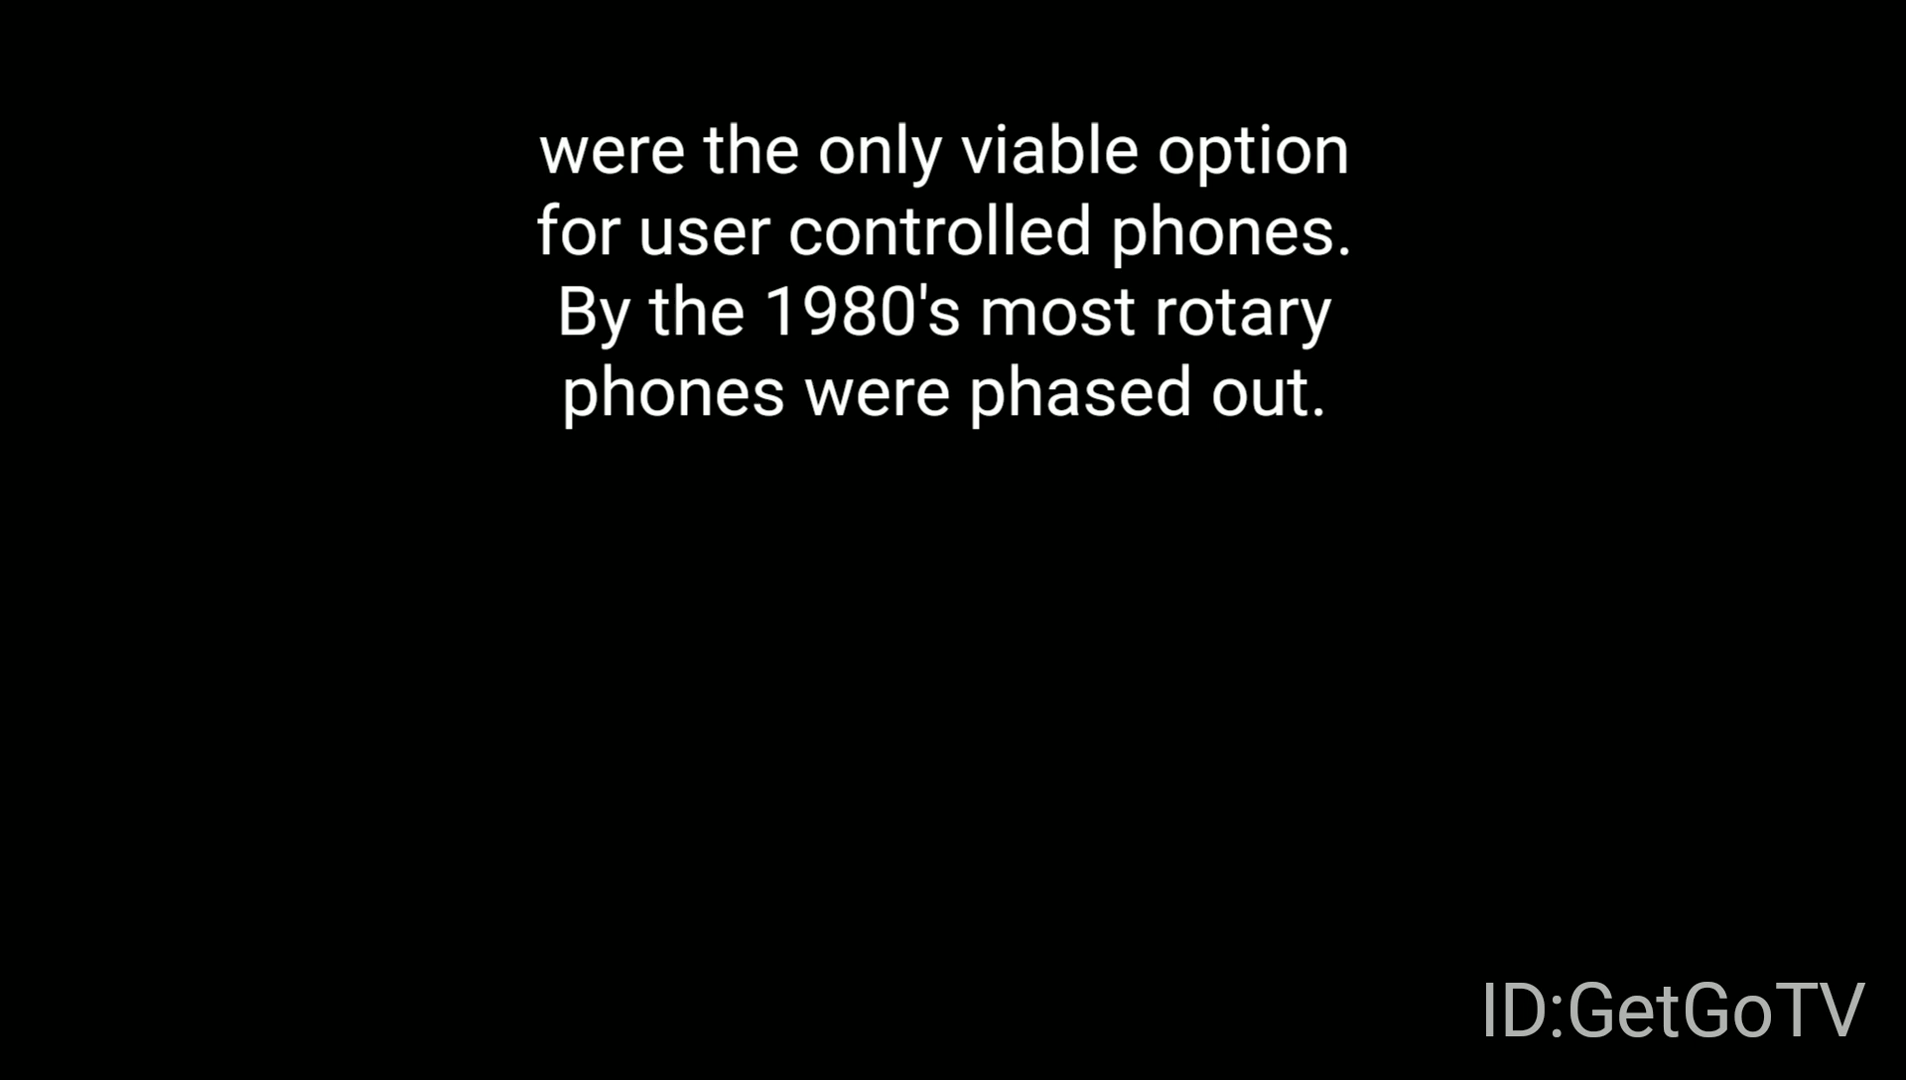 were the only viable option
for user controlled phones.
By the 1980's most rotary
phones were phased out.
ID:GetGoTV